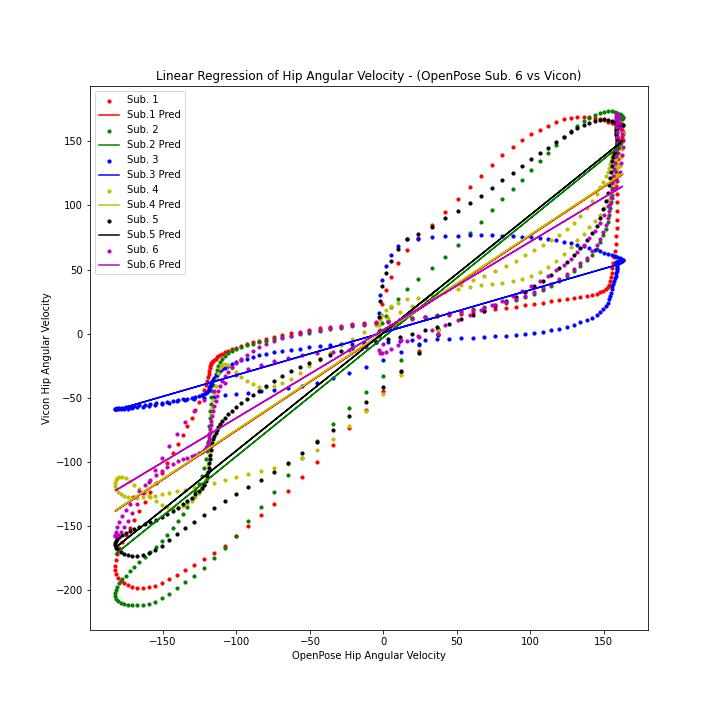 Linear Regression of Hip Angular Velocity - (OpenPose Sub. 6 vs Vicon)
Sub. 1
Sub.1 Pred
Sub. 2
Sub.2 Pred
Sub. 3
Sub.3 Pred
Sub. 4
Sub.4 Pred
Sub. 5
Sub.5 Pred
Sub. 6
Sub.6 Pred
150
100
50
0
−50
−100
−150
−200
Vicon Hip Angular Velocity
−150 −100 −50 0 50 100 150
OpenPose Hip Angular Velocity